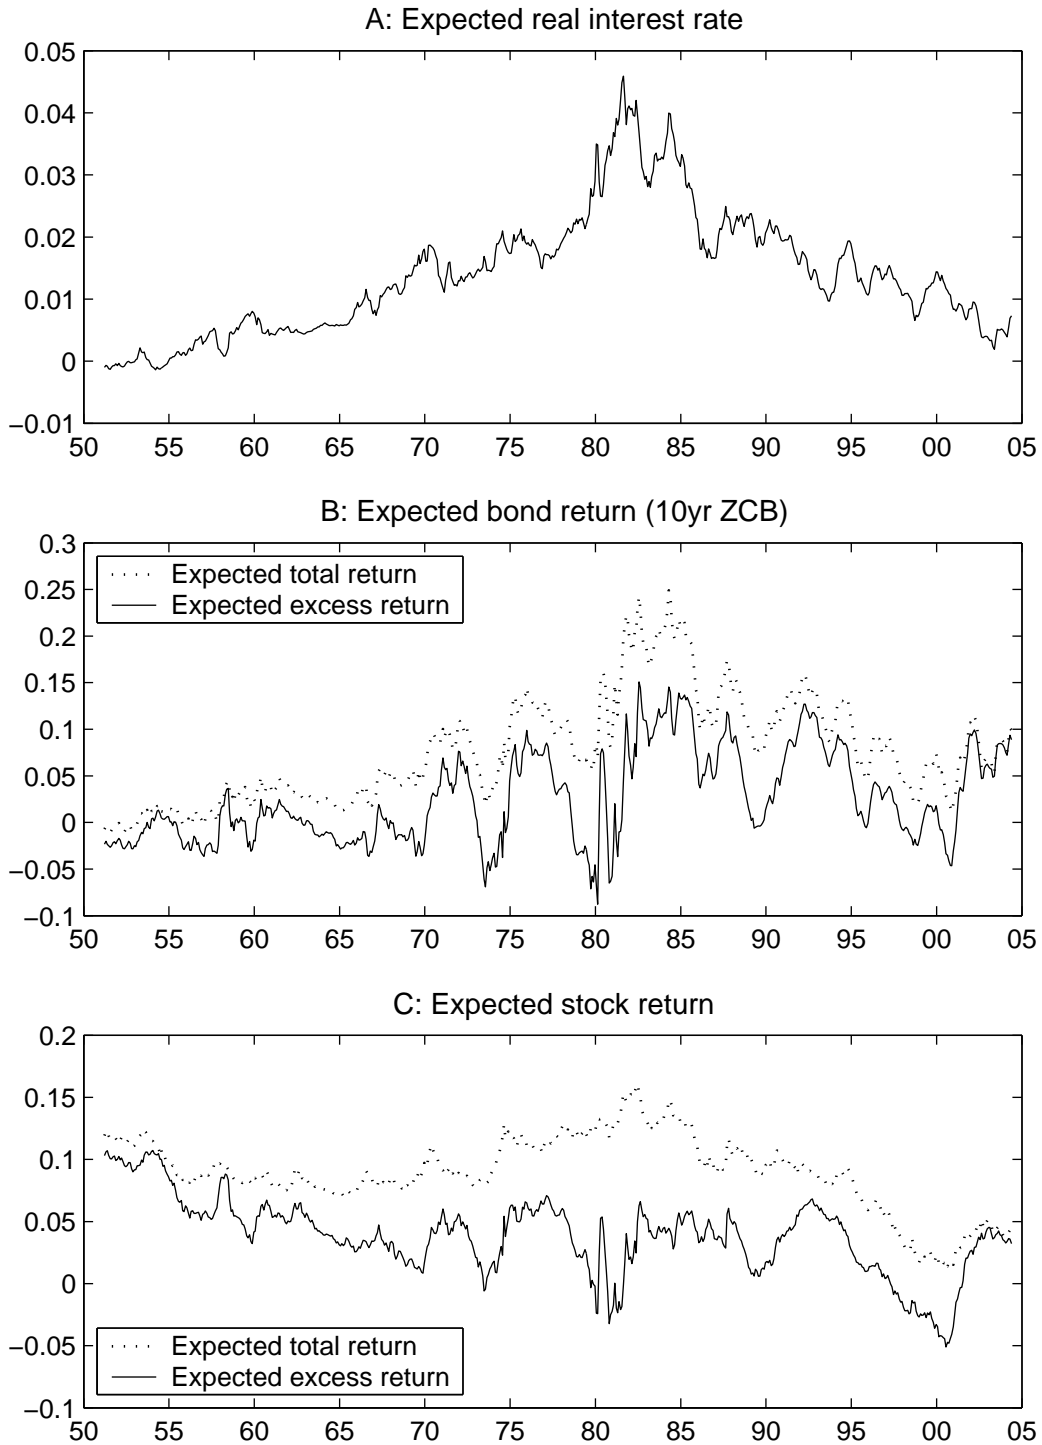 A: Expected real interest rate
0.05
0.04
0.03
0.02
0.01
0
−0.01
50 55 60 65 70 75 80 85 90 95 00 05
B: Expected bond return (10yr ZCB)
0.3
0.25
0.2
0.15
0.1
0.05
0
−0.05
−0.1
Expected total return
Expected excess return
50 55 60 65 70 75 80 85 90 95 00 05
C: Expected stock return
0.2
0.15
0.1
0.05
0
−0.05
−0.1
Expected total return
Expected excess return
50 55 60 65 70 75 80 85 90 95 00 05